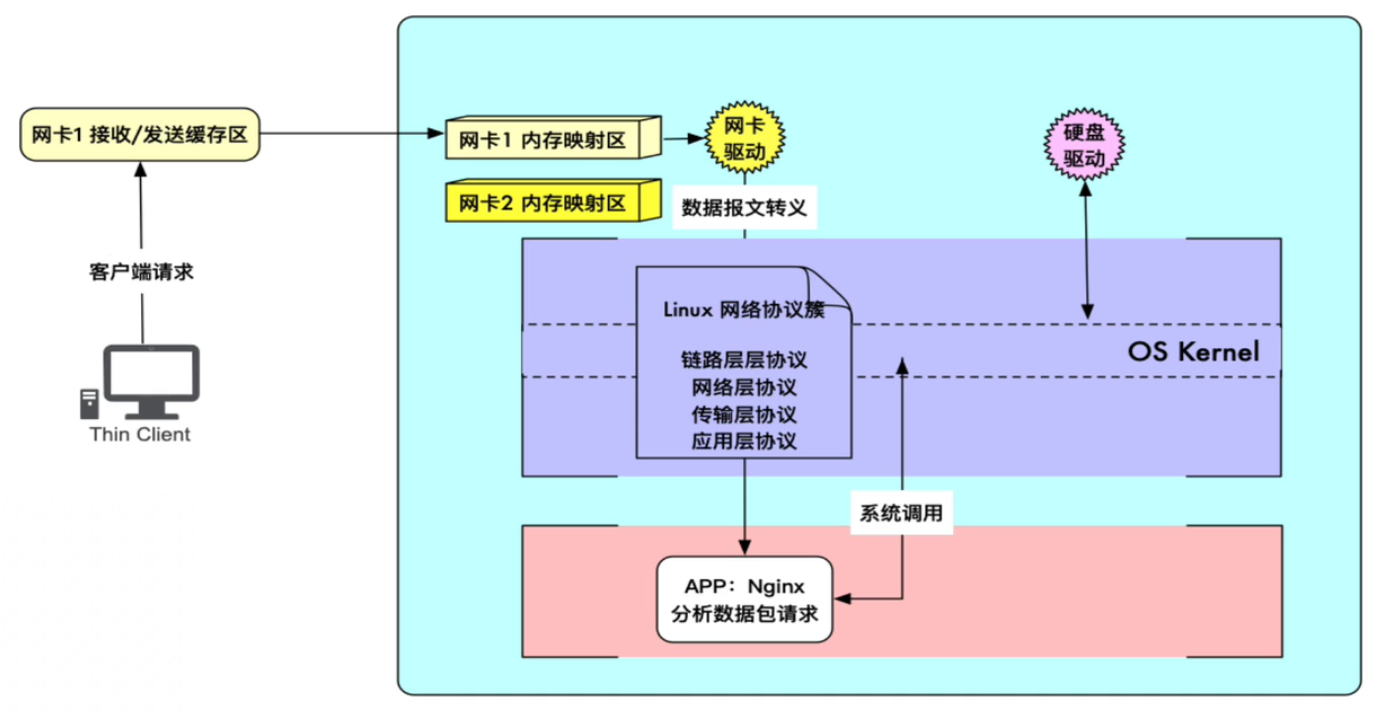 网卡1 接收/发送缓存区
网卡1 内存映射区
网卡
驱动
硬盘
驱动
网卡2 内存映射区
数据报文转义
客户端请求
Thin Client
Linux 网络协议簇
链路层层协议
网络层协议
传输层协议
应用层协议
OS Kernel
系统调用
APP：Nginx
分析数据包请求